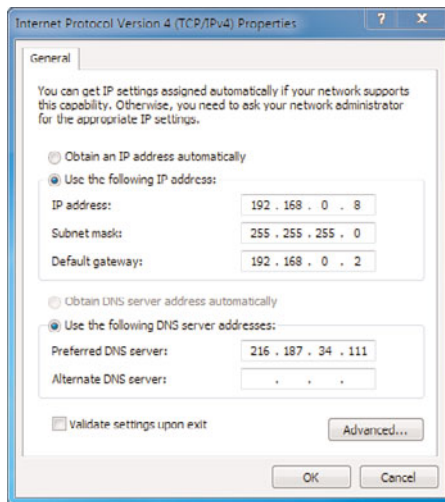 Internet Protocol Version 4 (TCP/IPv4) Properties ? X
General
You can get IP settings assigned automatically if your network supports
this capability. Otherwise, you need to ask your network administrator
for the appropriate IP settings.
Obtain an IP address automatically
Use the following IP address:
IP address: 192 . 168 . 0 . 8
Subnet mask: 255 . 255 . 255 . 0
Default gateway: 192 . 168 . 0 . 2
Obtain DNS server address automatically
Use the following DNS server addresses:
Preferred DNS server: 216 . 187 . 34 . 111
Alternate DNS server: . . .
Validate settings upon exit
Advanced...
OK Cancel